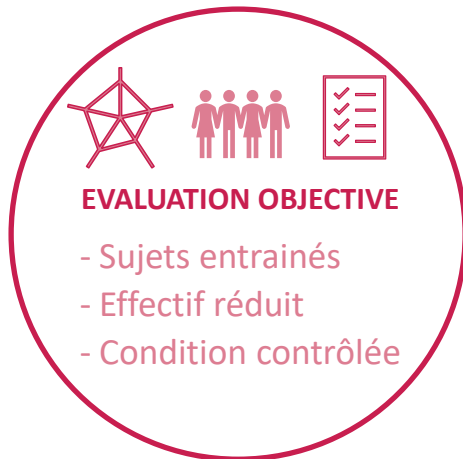 EVALUATION OBJECTIVE
- Sujets entrainés
- Effectif réduit
- Condition contrôlée